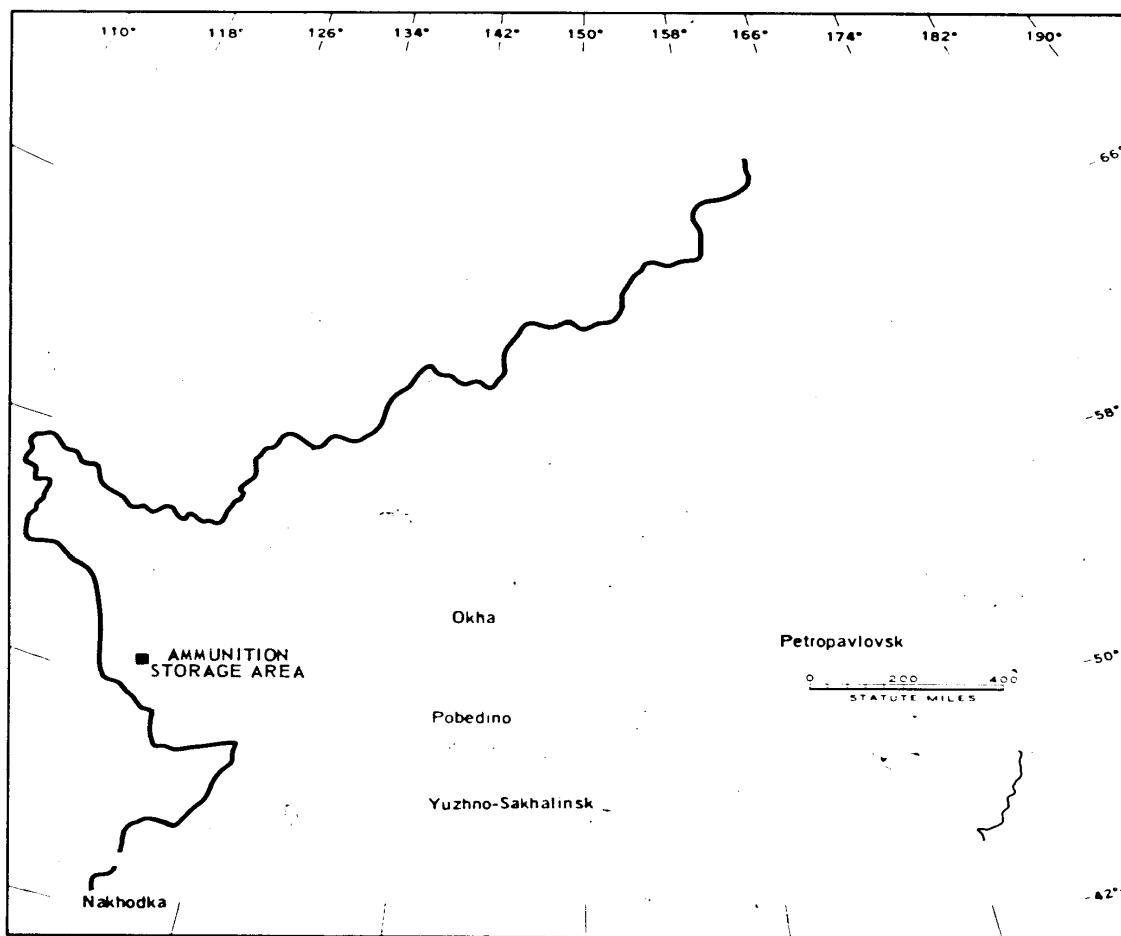 110° 118° 126° 134° 142° 150° 158° 166° 174° 182° 190°
66°
58°
Okha
Petropavlovsk
AMMUNITION
STORAGE AREA
50°
0 200 400
STATUTE MILES
Pobedino
Yuzhno-Sakhalinsk
Nakhodka
42°